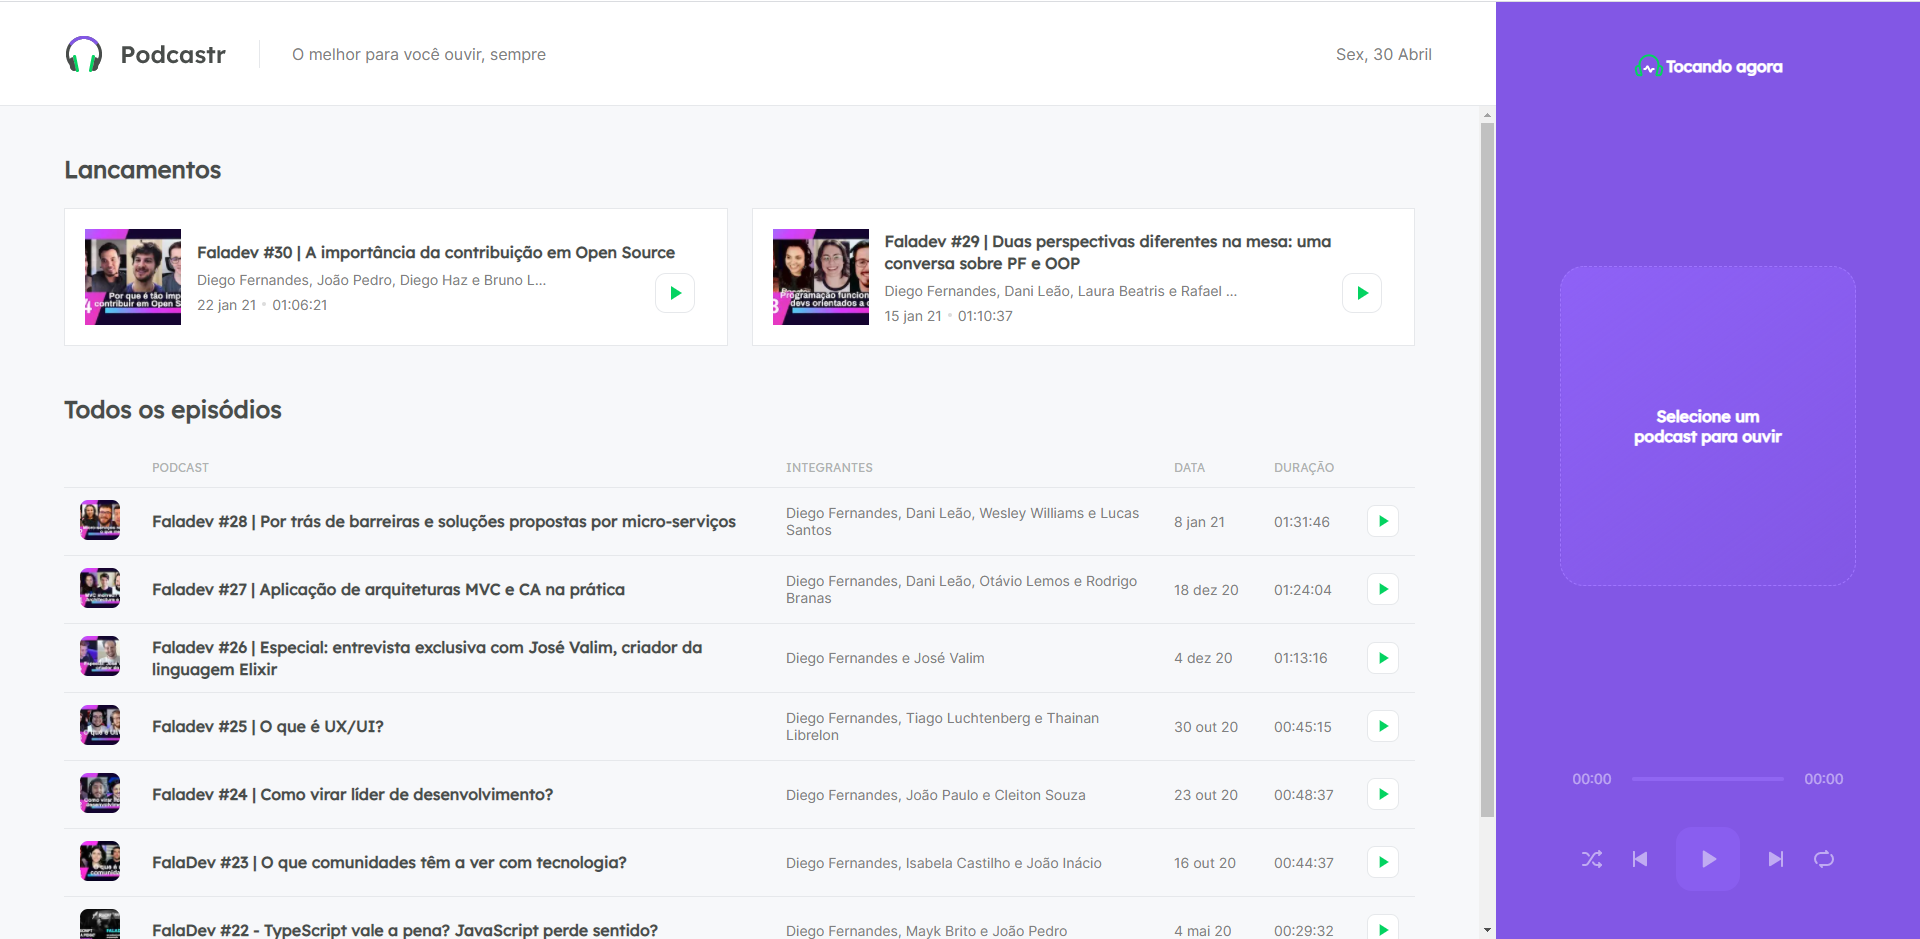 Podcastr
O melhor para você ouvir, sempre
Sex, 30 Abril
Tocando agora
Lancamentos
Faladev #30 | A importância da contribuição em Open Source
Diego Fernandes, João Pedro, Diego Haz e Bruno L...
22 jan 21 • 01:06:21
Faladev #29 | Duas perspectivas diferentes na mesa: uma
conversa sobre PF e OOP
Diego Fernandes, Dani Leão, Laura Beatris e Rafael ...
15 jan 21 • 01:10:37
Selecione um
podcast para ouvir
Todos os episódios
PODCAST INTEGRANTES DATA DURAÇÃO
Faladev #28 | Por trás de barreiras e soluções propostas por micro-serviços
Diego Fernandes, Dani Leão, Wesley Williams e Lucas
Santos
8 jan 21
01:31:46
Faladev #27 | Aplicação de arquiteturas MVC e CA na prática
Diego Fernandes, Dani Leão, Otávio Lemos e Rodrigo
Branas
18 dez 20
01:24:04
Faladev #26 | Especial: entrevista exclusiva com José Valim, criador da
linguagem Elixir
Diego Fernandes e José Valim
4 dez 20
01:13:16
Faladev #25 | O que é UX/UI?
Diego Fernandes, Tiago Luchtenberg e Thainan
Librelon
30 out 20
00:45:15
Faladev #24 | Como virar líder de desenvolvimento?
Diego Fernandes, João Paulo e Cleiton Souza
23 out 20
00:48:37
FalaDev #23 | O que comunidades têm a ver com tecnologia?
Diego Fernandes, Isabela Castilho e João Inácio
16 out 20
00:44:37
FalaDev #22 - TypeScript vale a pena? JavaScript perde sentido?
Diego Fernandes, Mayk Brito e João Pedro
4 mai 20
00:29:32
00:00
00:00